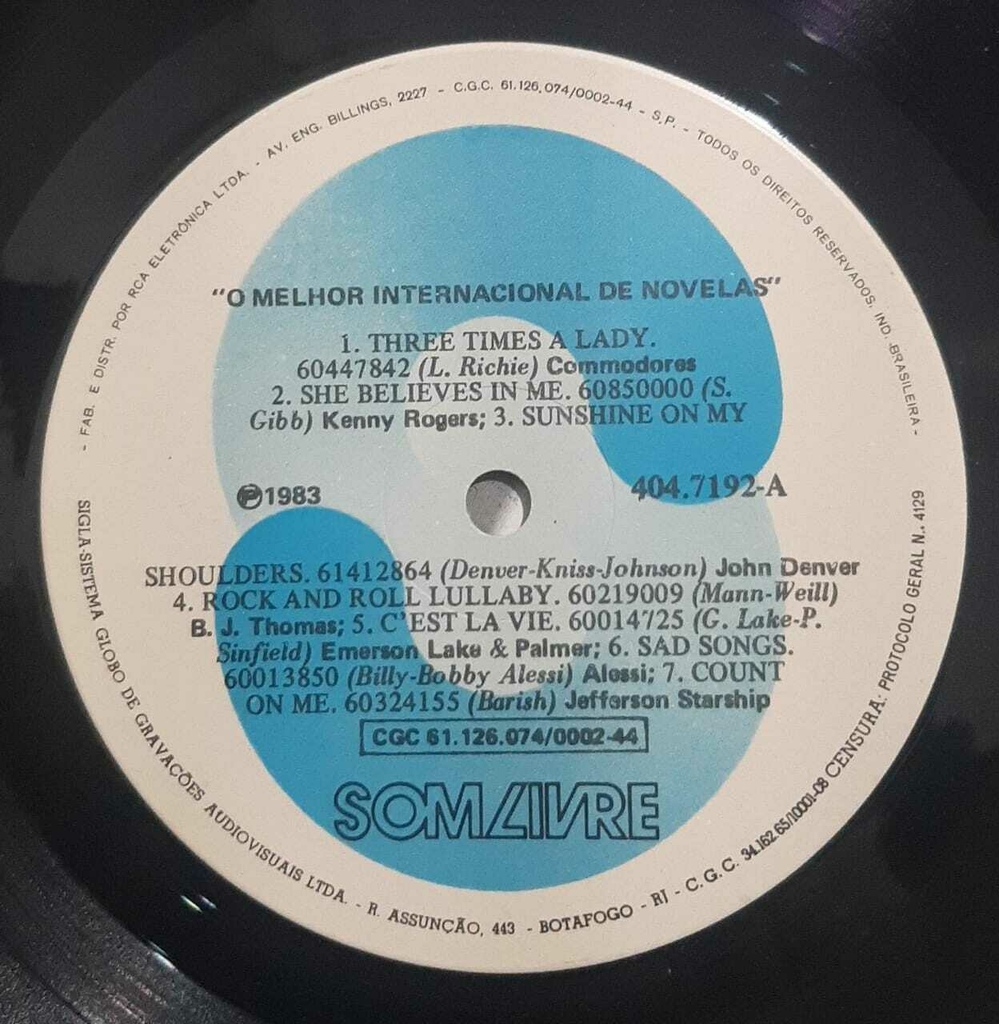 - FAB. E DISTR. POR RCA ELETRÔNICA LTDA. - AV. ENG. BILLINGS, 2227 - C.G.C. 61.126.074/0002-44 - S.P. - TODOS OS DIREITOS RESERVADOS. IND. BRASILEIRA -
"O MELHOR INTERNACIONAL DE NOVELAS"
1. THREE TIMES A LADY.
60447842 (L. Richie) Commodores
2. SHE BELIEVES IN ME. 60850000 (S.
Gibb) Kenny Rogers; 3. SUNSHINE ON MY
℗1983
404.7192-A
SHOULDERS. 61412864 (Denver-Kniss-Johnson) John Denver
4. ROCK AND ROLL LULLABY. 60219009 (Mann-Weill)
B. J. Thomas; 5. C'EST LA VIE. 60014725 (G. Lake-P.
Sinfield) Emerson Lake & Palmer; 6. SAD SONGS.
60013850 (Billy-Bobby Alessi) Alessi; 7. COUNT
ON ME. 60324155 (Barish) Jefferson Starship
CGC 61.126.074/0002-44
SOM LIVRE
SIGLA-SISTEMA GLOBO DE GRAVAÇÕES AUDIOVISUAIS LTDA. - R. ASSUNÇÃO, 443 - BOTAFOGO - RJ - C.G.C. 34.162.65/10001-08 CENSURA: PROTOCOLO GERAL N.. 4129